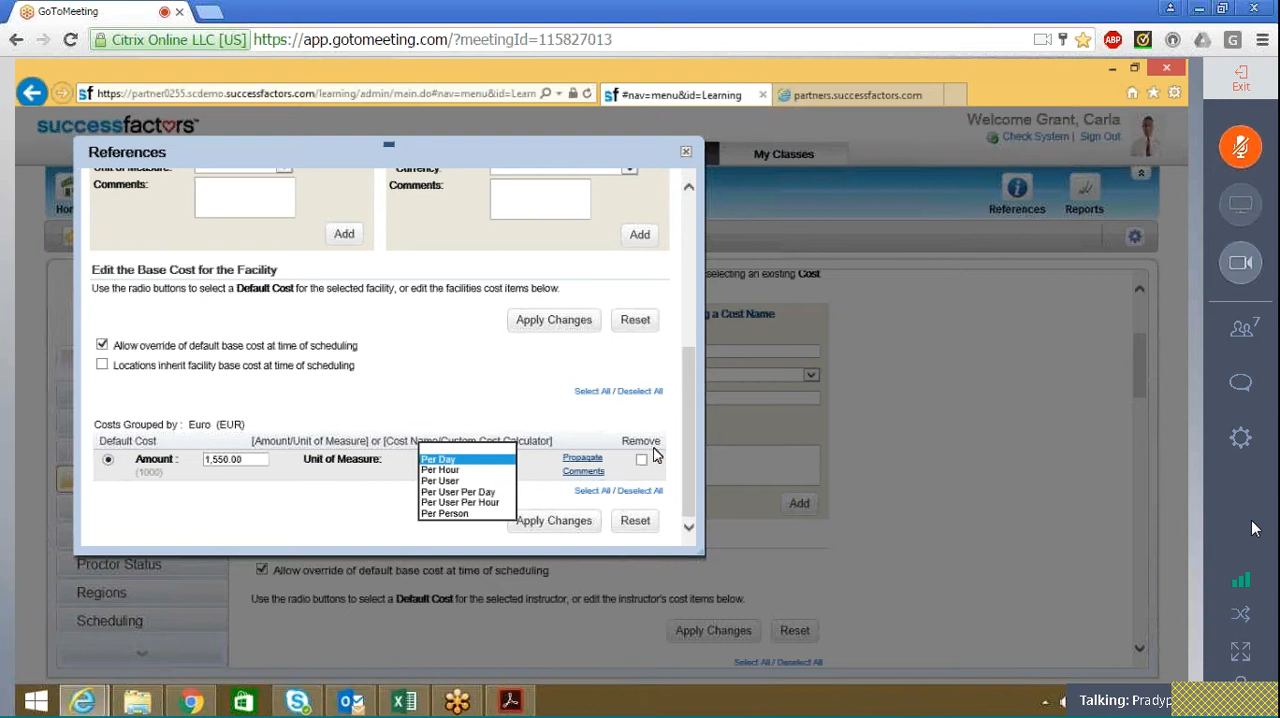 GoToMeeting
Citrix Online LLC [US] https://app.gotomeeting.com/?meetingId=115827013
ABP G
Exit
sf https://partner0255.scdemo.successfactors.com/learning/admin/main.do#nav=menu&id=Learn
sf #nav=menu&id=Learning
partners.successfactors.com
successfactors™
Welcome Grant, Carla
Check System | Sign Out
My Classes
References Reports
Hor
References
Comments: Comments:
Add Add
Edit the Base Cost for the Facility
Use the radio buttons to select a Default Cost for the selected facility, or edit the facilities cost items below.
Apply Changes Reset
Allow override of default base cost at time of scheduling
Locations inherit facility base cost at time of scheduling
Select All / Deselect All
Costs Grouped by : Euro (EUR)
Default Cost [Amount/Unit of Measure] or [Cost Name/Custom Cost Calculator] Remove
Amount : 1,550.00 Unit of Measure: Propagate
(1000) Comments
Per Day
Per Hour
Per User
Per User Per Day
Per User Per Hour
Per Person
Select All / Deselect All
Apply Changes Reset
selecting an existing Cost
g a Cost Name
Add
Proctor Status
Regions
Scheduling
Allow override of default base cost at time of scheduling
Use the radio buttons to select a Default Cost for the selected instructor, or edit the instructor's cost items below.
Apply Changes Reset
Select All / Deselect All
7
Talking: Pradyp